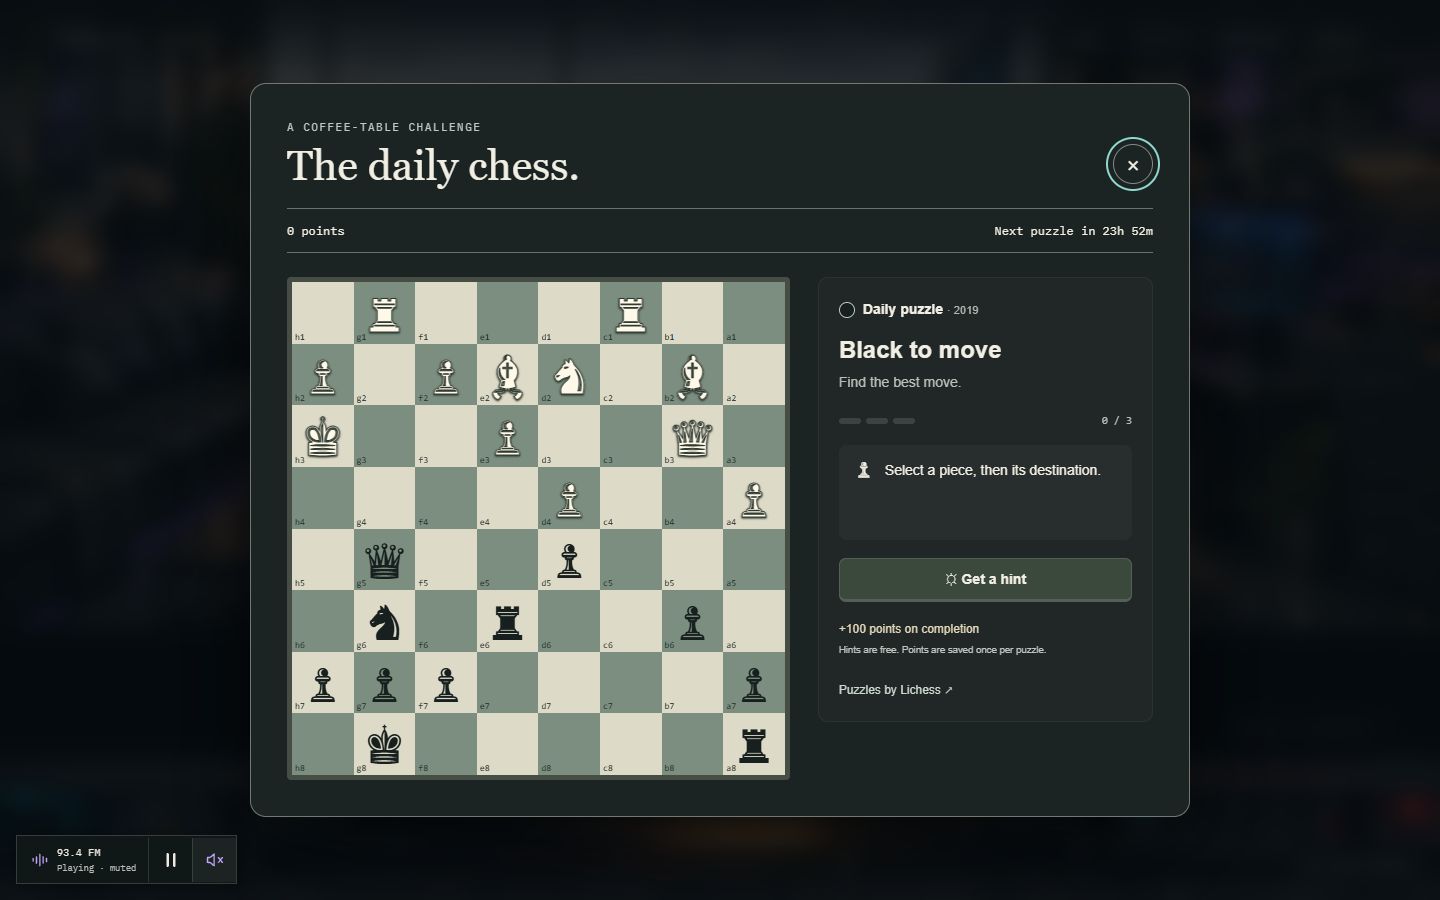 A COFFEE-TABLE CHALLENGE
The daily chess.
×
0 points
Next puzzle in 23h 52m
h1 g1 f1 e1 d1 c1 b1 a1
h2 g2 f2 e2 d2 c2 b2 a2
h3 g3 f3 e3 d3 c3 b3 a3
h4 g4 f4 e4 d4 c4 b4 a4
h5 g5 f5 e5 d5 c5 b5 a5
h6 g6 f6 e6 d6 c6 b6 a6
h7 g7 f7 e7 d7 c7 b7 a7
h8 g8 f8 e8 d8 c8 b8 a8
Daily puzzle · 2019
Black to move
Find the best move.
0 / 3
Select a piece, then its destination.
Get a hint
+100 points on completion
Hints are free. Points are saved once per puzzle.
Puzzles by Lichess ↗
93.4 FM
Playing · muted